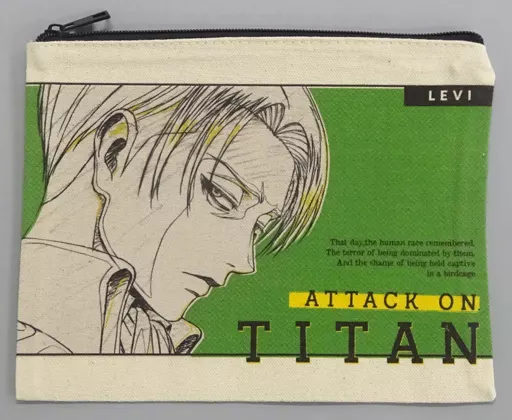 LEVI
That day,the human race remembered.
The terror of being dominated by them.
And the shame of being held captive
in a birdcage
ATTACK ON
TITAN